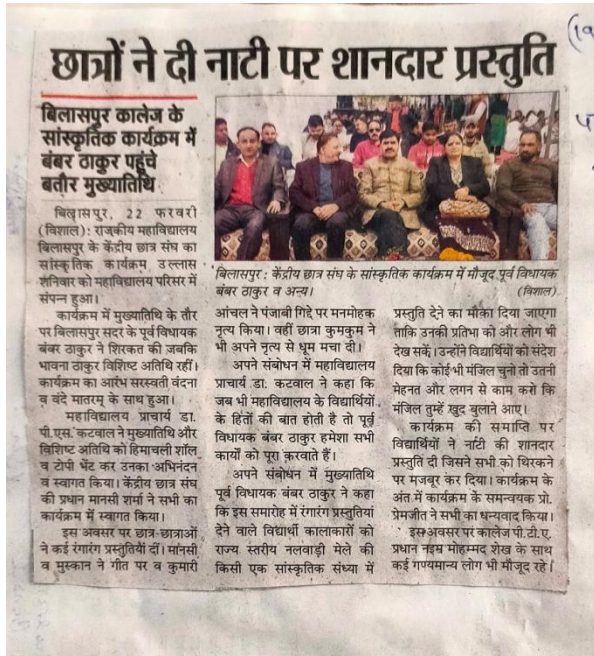 छात्रों ने दी नाटी पर शानदार प्रस्तुति
बिलासपुर कालेज के
सांस्कृतिक कार्यक्रम में
बंबर ठाकुर पहुंचे
बतौर मुख्यातिथि
बिलासपुर, 22 फरवरी
(विशाल): राजकीय महाविद्यालय
बिलासपुर के केंद्रीय छात्र संघ का
सांस्कृतिक कार्यक्रम उल्लास
शनिवार को महाविद्यालय परिसर में
संपन्न हुआ।
कार्यक्रम में मुख्यातिथि के तौर
पर बिलासपुर सदर के पूर्व विधायक
बंबर ठाकुर ने शिरकत की जबकि
भावना ठाकुर विशिष्ट अतिथि रहीं।
कार्यक्रम का आरंभ सरस्वती वंदना
व वंदे मातरम् के साथ हुआ।
महाविद्यालय प्राचार्य डा.
पी.एस. कटवाल ने मुख्यातिथि और
विशिष्ट अतिथि को हिमाचली शॉल
व टोपी भेंट कर उनका अभिनंदन
व स्वागत किया। केंद्रीय छात्र संघ
की प्रधान मानसी शर्मा ने सभी का
कार्यक्रम में स्वागत किया।
इस अवसर पर छात्र-छात्राओं
ने कई रंगारंग प्रस्तुतियां दीं। मानसी
व मुस्कान ने गीत पर व कुमारी
बिलासपुर : केंद्रीय छात्र संघ के सांस्कृतिक कार्यक्रम में मौजूद पूर्व विधायक
बंबर ठाकुर व अन्य। (विशाल)
आंचल ने पंजाबी गिद्दे पर मनमोहक
नृत्य किया। वहीं छात्रा कुमकुम ने
भी अपने नृत्य से धूम मचा दी।
अपने संबोधन में महाविद्यालय
प्राचार्य डा. कटवाल ने कहा कि
जब भी महाविद्यालय के विद्यार्थियों
के हितों की बात होती है तो पूर्व
विधायक बंबर ठाकुर हमेशा सभी
कार्यों को पूरा करवाते हैं।
अपने संबोधन में मुख्यातिथि
पूर्व विधायक बंबर ठाकुर ने कहा
कि इस समारोह में रंगारंग प्रस्तुतियां
देने वाले विद्यार्थी कालाकारों को
राज्य स्तरीय नलवाड़ी मेले की
किसी एक सांस्कृतिक संध्या में
प्रस्तुति देने का मौका दिया जाएगा
ताकि उनकी प्रतिभा को और लोग भी
देख सकें। उन्होंने विद्यार्थियों को संदेश
दिया कि कोई भी मंजिल चुनो तो उतनी
मेहनत और लगन से काम करो कि
मंजिल तुम्हें खुद बुलाने आए।
कार्यक्रम की समाप्ति पर
विद्यार्थियों ने नाटी की शानदार
प्रस्तुति दी जिसने सभी को थिरकने
पर मजबूर कर दिया। कार्यक्रम के
अंत में कार्यक्रम के समन्वयक प्रो.
प्रेमजीत ने सभी का धन्यवाद किया।
इस अवसर पर कालेज पी.टी.ए.
प्रधान नइम मोहम्मद शेख के साथ
कई गण्यमान्य लोग भी मौजूद रहे।